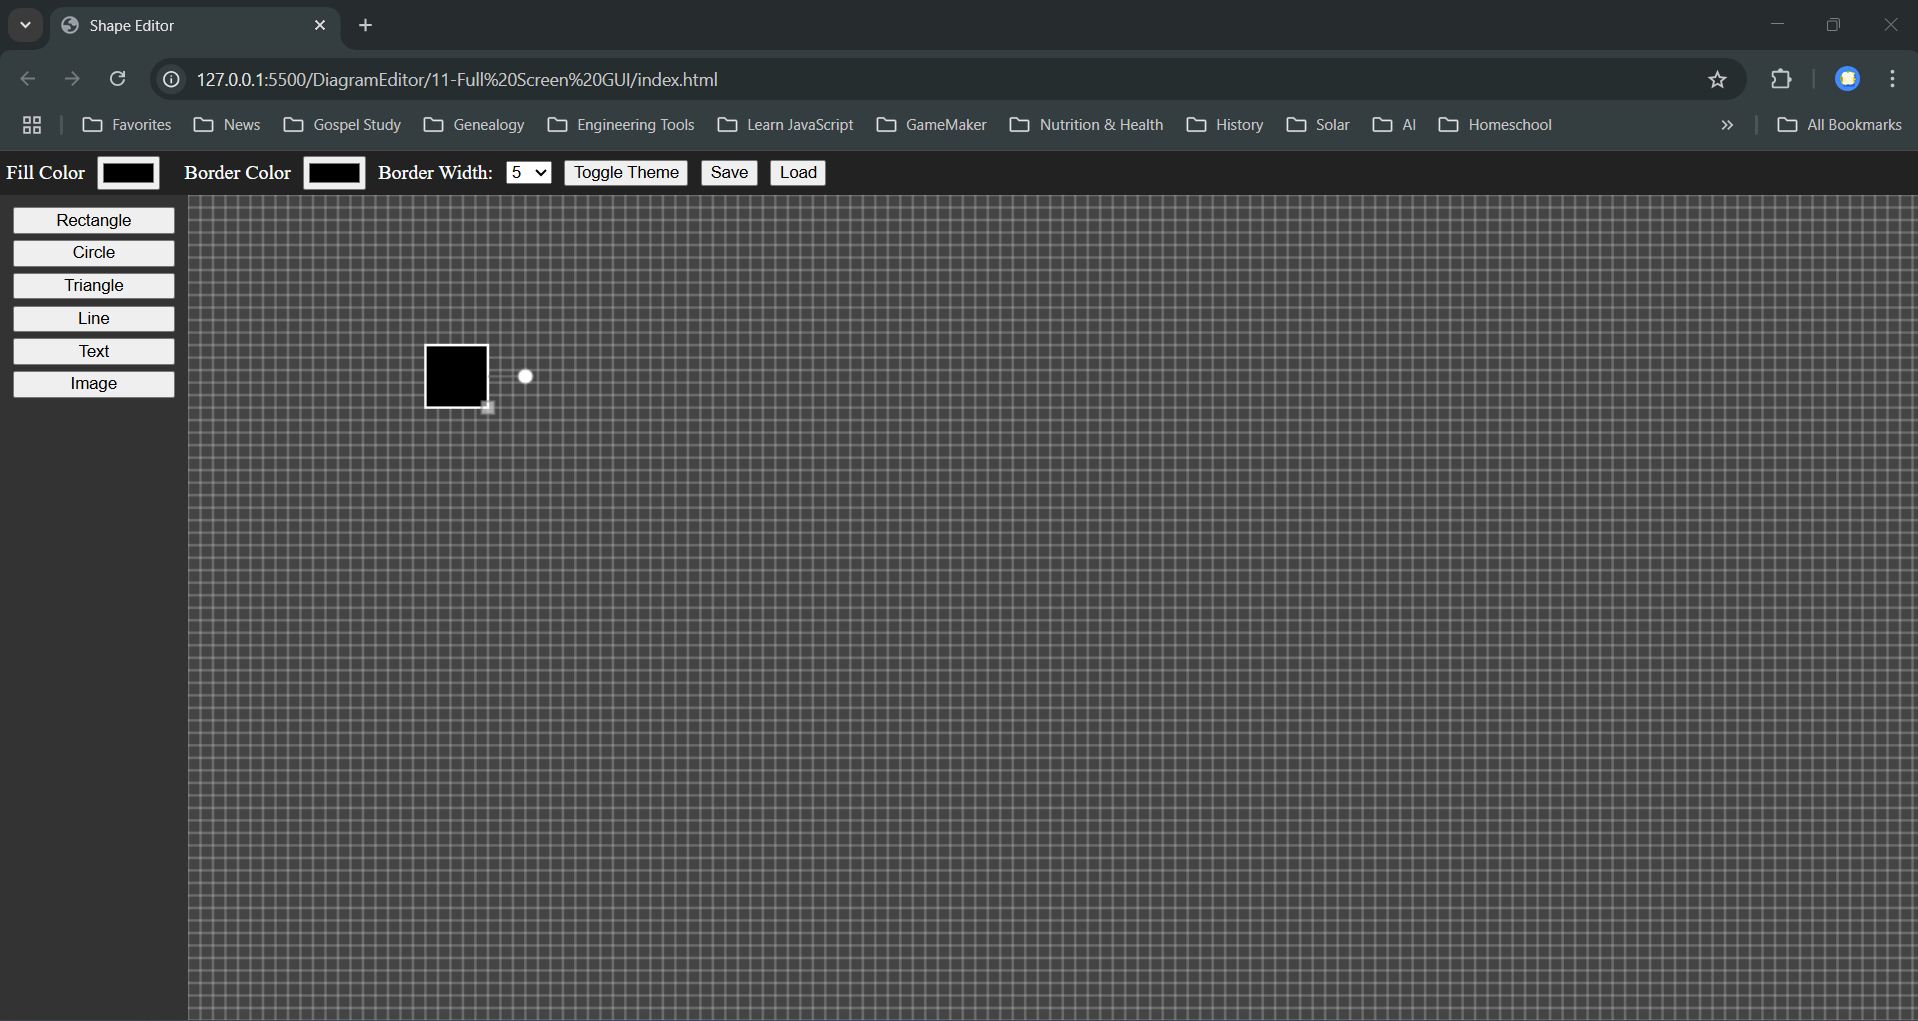 Shape Editor
127.0.0.1:5500/DiagramEditor/11-Full%20Screen%20GUI/index.html
Favorites News Gospel Study Genealogy Engineering Tools Learn JavaScript GameMaker Nutrition & Health History Solar AI Homeschool All Bookmarks
Fill Color Border Color Border Width: 5 Toggle Theme Save Load
Rectangle
Circle
Triangle
Line
Text
Image